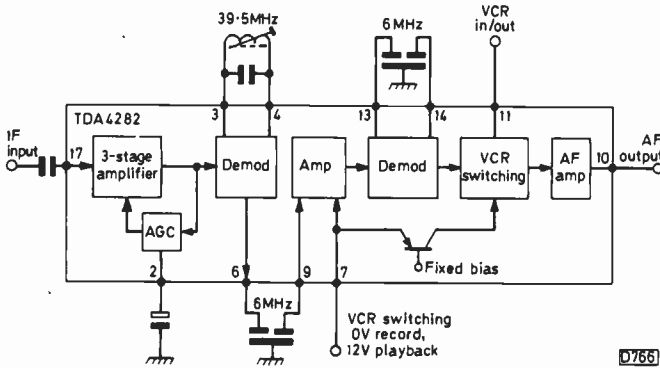 39·5MHz
6MHz
VCR
in/out
3
4
13
14
11
TDA4282
IF
input
17
3-stage
amplifier
Demod
Amp
Demod
VCR
switching
AF
amp
10
AF
output
AGC
Fixed bias
2
6
9
7
6MHz
VCR switching
0V record,
12V playback
D766